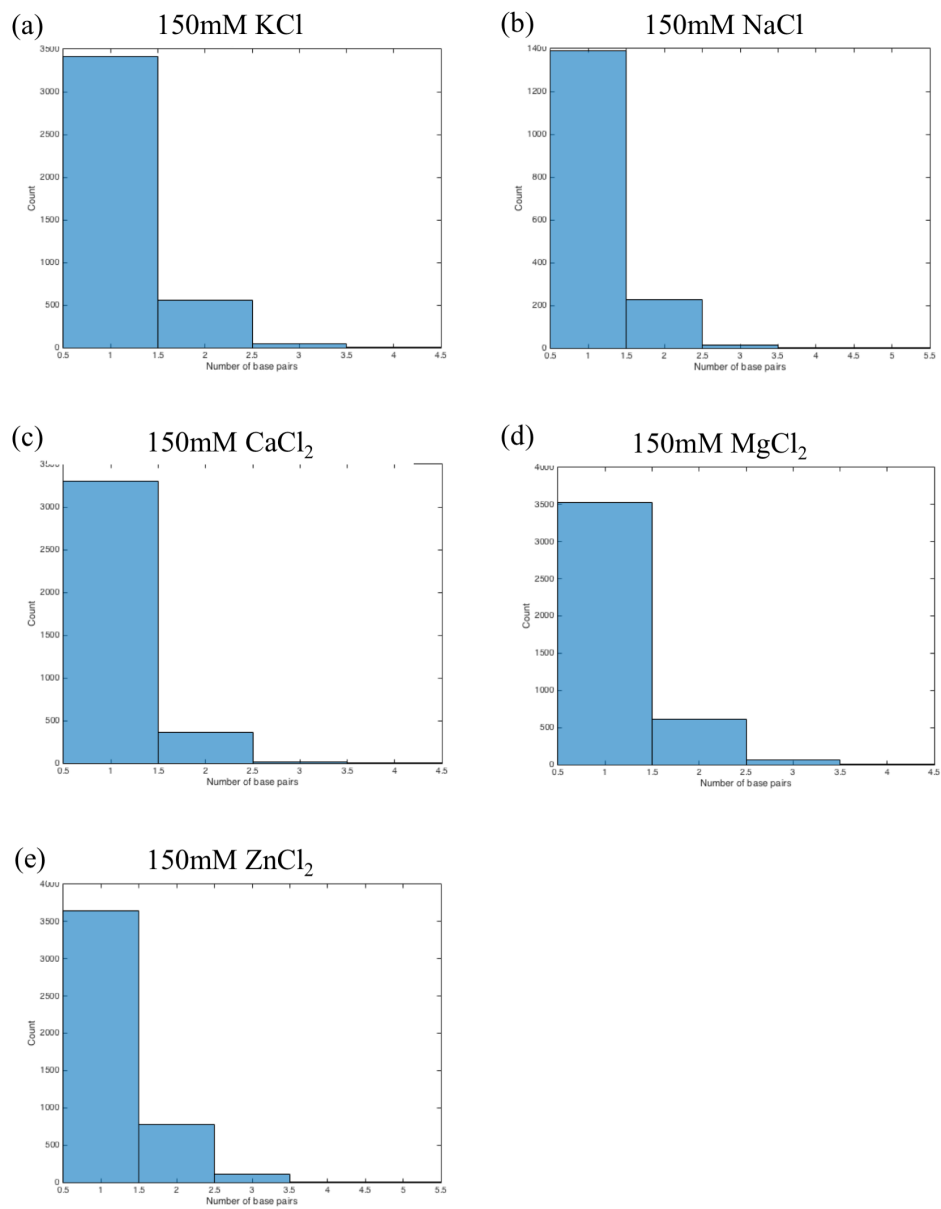 (a) 150mM KCl
3500
3000
2500
2000
1500
1000
500
0
Count
0.5 1 1.5 2 2.5 3 3.5 4 4.5
Number of base pairs
(b) 150mM NaCl
1400
1200
1000
800
600
400
200
0
Count
0.5 1 1.5 2 2.5 3 3.5 4 4.5 5 5.5
Number of base pairs
(c) 150mM CaCl₂
3500
3000
2500
2000
1500
1000
500
0
Count
0.5 1 1.5 2 2.5 3 3.5 4 4.5
Number of base pairs
(d) 150mM MgCl₂
4000
3500
3000
2500
2000
1500
1000
500
0
Count
0.5 1 1.5 2 2.5 3 3.5 4 4.5
Number of base pairs
(e) 150mM ZnCl₂
4000
3500
3000
2500
2000
1500
1000
500
0
Count
0.5 1 1.5 2 2.5 3 3.5 4 4.5 5 5.5
Number of base pairs